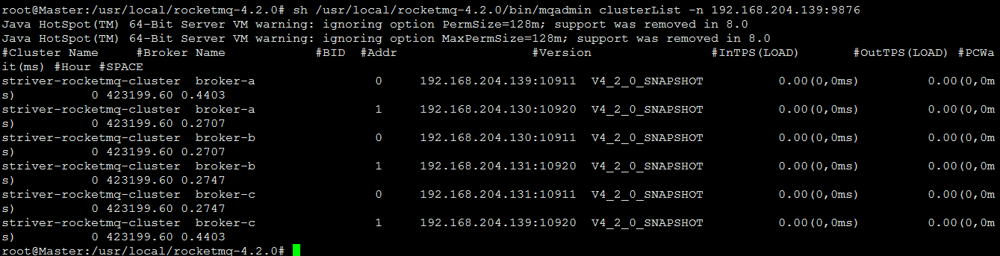 root@Master:/usr/local/rocketmq-4.2.0# sh /usr/local/rocketmq-4.2.0/bin/mqadmin clusterList -n 192.168.204.139:9876
Java HotSpot(TM) 64-Bit Server VM warning: ignoring option PermSize=128m; support was removed in 8.0
Java HotSpot(TM) 64-Bit Server VM warning: ignoring option MaxPermSize=128m; support was removed in 8.0
#Cluster Name     #Broker Name            #BID  #Addr                  #Version                #InTPS(LOAD)       #OutTPS(LOAD) #PCWa
it(ms) #Hour #SPACE
striver-rocketmq-cluster  broker-a                0     192.168.204.139:10911  V4_2_0_SNAPSHOT          0.00(0,0ms)         0.00(0,0m
s)          0 423199.60 0.4403
striver-rocketmq-cluster  broker-a                1     192.168.204.130:10920  V4_2_0_SNAPSHOT          0.00(0,0ms)         0.00(0,0m
s)          0 423199.60 0.2707
striver-rocketmq-cluster  broker-b                0     192.168.204.130:10911  V4_2_0_SNAPSHOT          0.00(0,0ms)         0.00(0,0m
s)          0 423199.60 0.2707
striver-rocketmq-cluster  broker-b                1     192.168.204.131:10920  V4_2_0_SNAPSHOT          0.00(0,0ms)         0.00(0,0m
s)          0 423199.60 0.2747
striver-rocketmq-cluster  broker-c                0     192.168.204.131:10911  V4_2_0_SNAPSHOT          0.00(0,0ms)         0.00(0,0m
s)          0 423199.60 0.2747
striver-rocketmq-cluster  broker-c                1     192.168.204.139:10920  V4_2_0_SNAPSHOT          0.00(0,0ms)         0.00(0,0m
s)          0 423199.60 0.4403
root@Master:/usr/local/rocketmq-4.2.0#